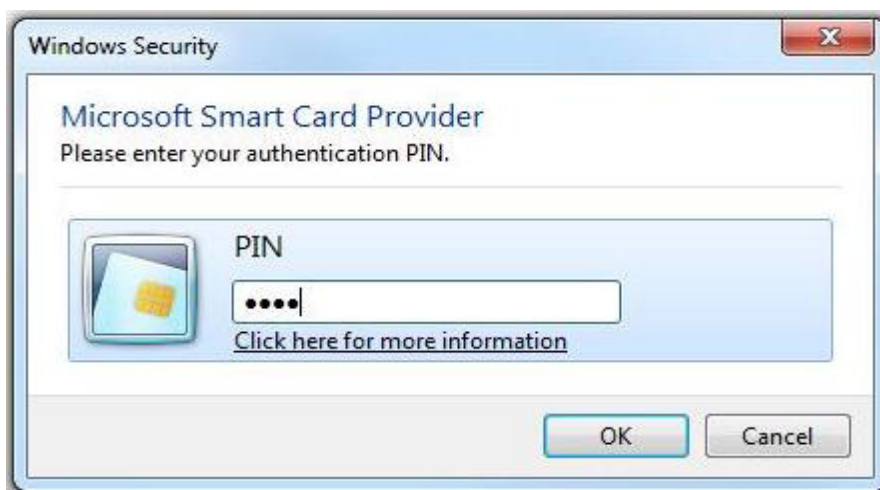 Windows Security
Microsoft Smart Card Provider
Please enter your authentication PIN.
PIN
••••
Click here for more information
OK
Cancel